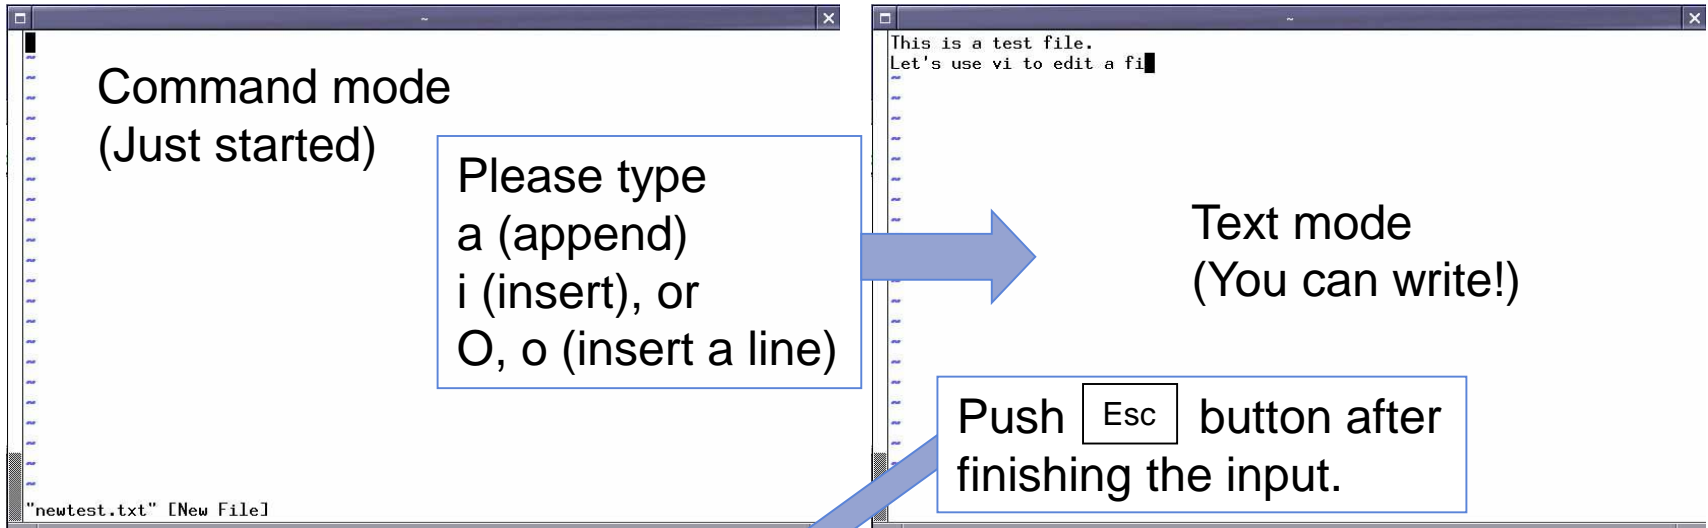 ~
Command mode
(Just started)
"newtest.txt" [New File]
Please type
a (append)
i (insert), or
O, o (insert a line)
~
This is a test file.
Let's use vi to edit a fi
Text mode
(You can write!)
Push Esc button after
finishing the input.